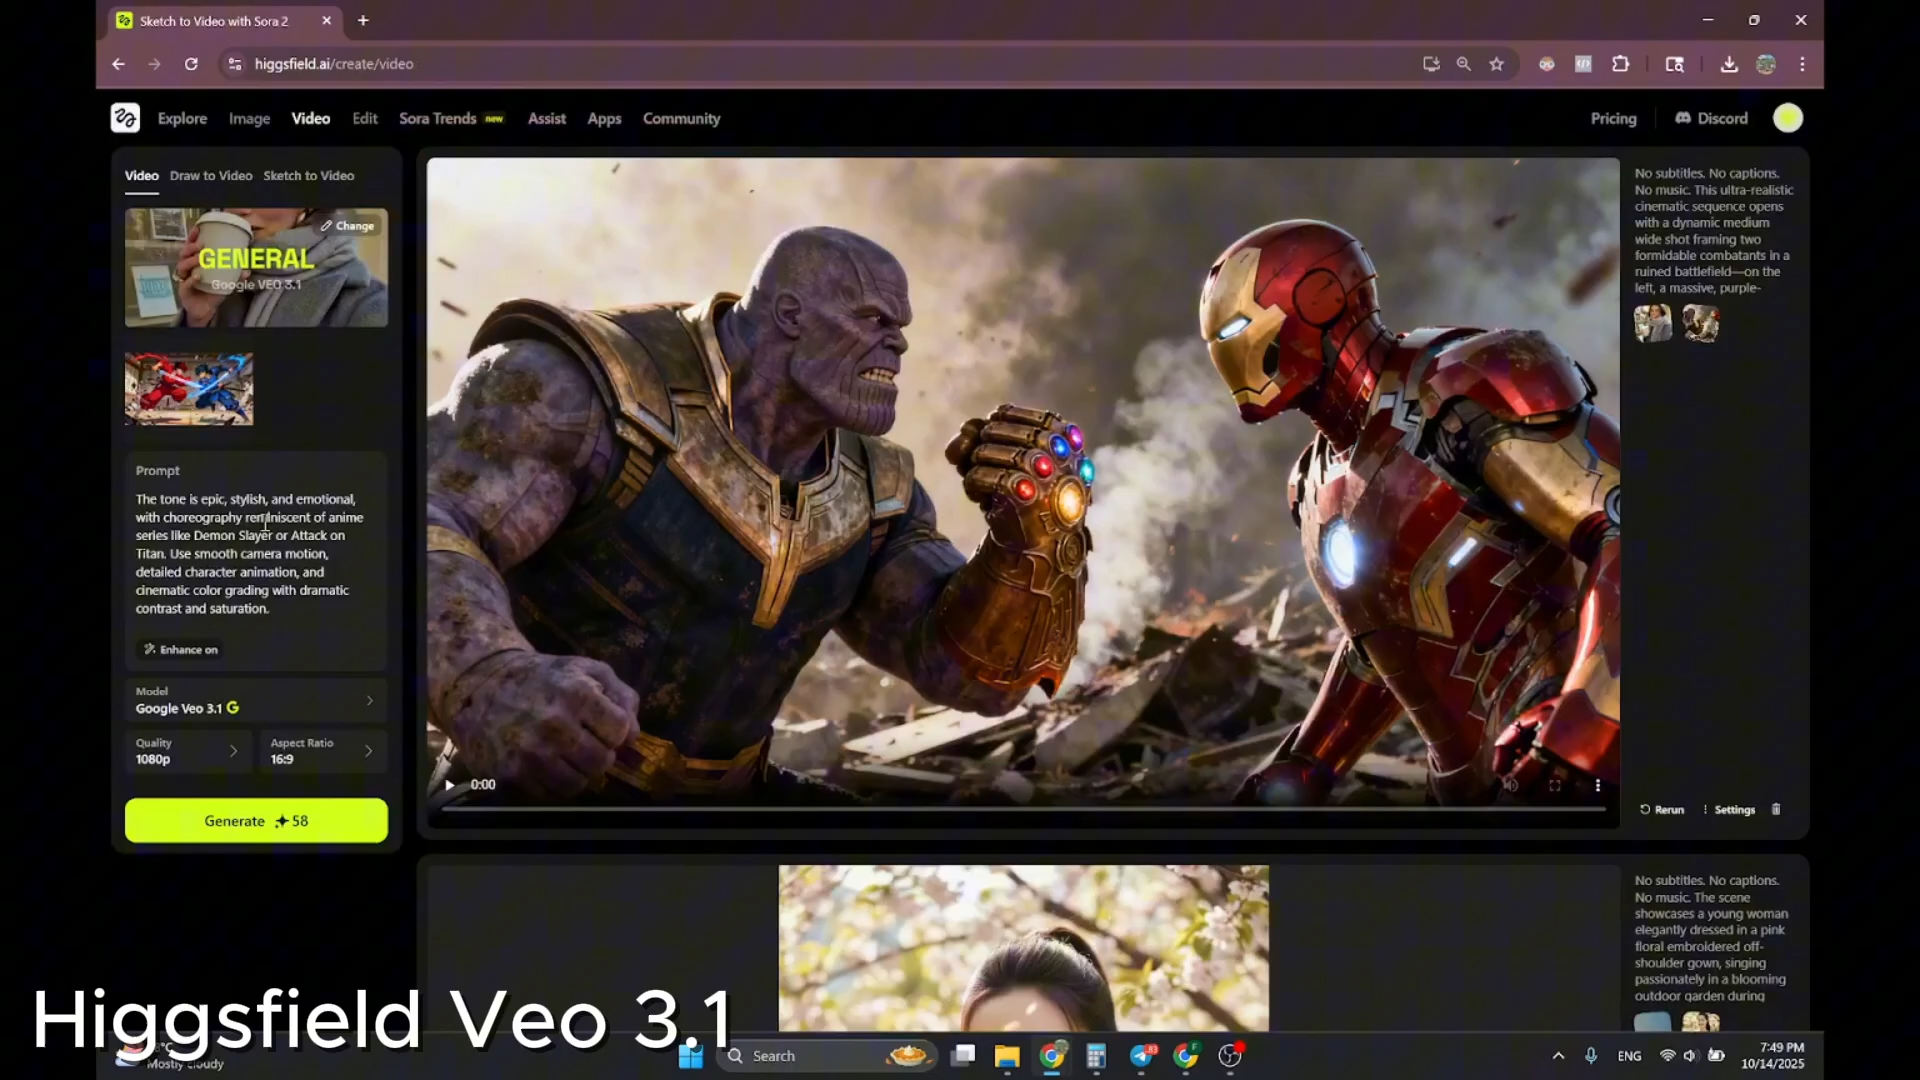 Sketch to Video with Sora 2
higgsfield.ai/create/video
Explore
Image
Video
Edit
Sora Trends new
Assist
Apps
Community
Pricing
Discord
Video
Draw to Video
Sketch to Video
Change
GENERAL
Google VEO 3.1
Prompt
The tone is epic, stylish, and emotional,
with choreography reminiscent of anime
series like Demon Slayer or Attack on
Titan. Use smooth camera motion,
detailed character animation, and
cinematic color grading with dramatic
contrast and saturation.
Enhance on
Model
Google Veo 3.1
Quality
1080p
Aspect Ratio
16:9
Generate 58
0:00
No subtitles. No captions.
No music. This ultra-realistic
cinematic sequence opens
with a dynamic medium
wide shot framing two
formidable combatants in a
ruined battlefield—on the
left, a massive, purple-
Rerun
Settings
No subtitles. No captions.
No music. The scene
showcases a young woman
elegantly dressed in a pink
floral embroidered off-
shoulder gown, singing
passionately in a blooming
outdoor garden during
Higgsfield Veo 3.1
Mostly cloudy
Search
ENG
7:49 PM
10/14/2025